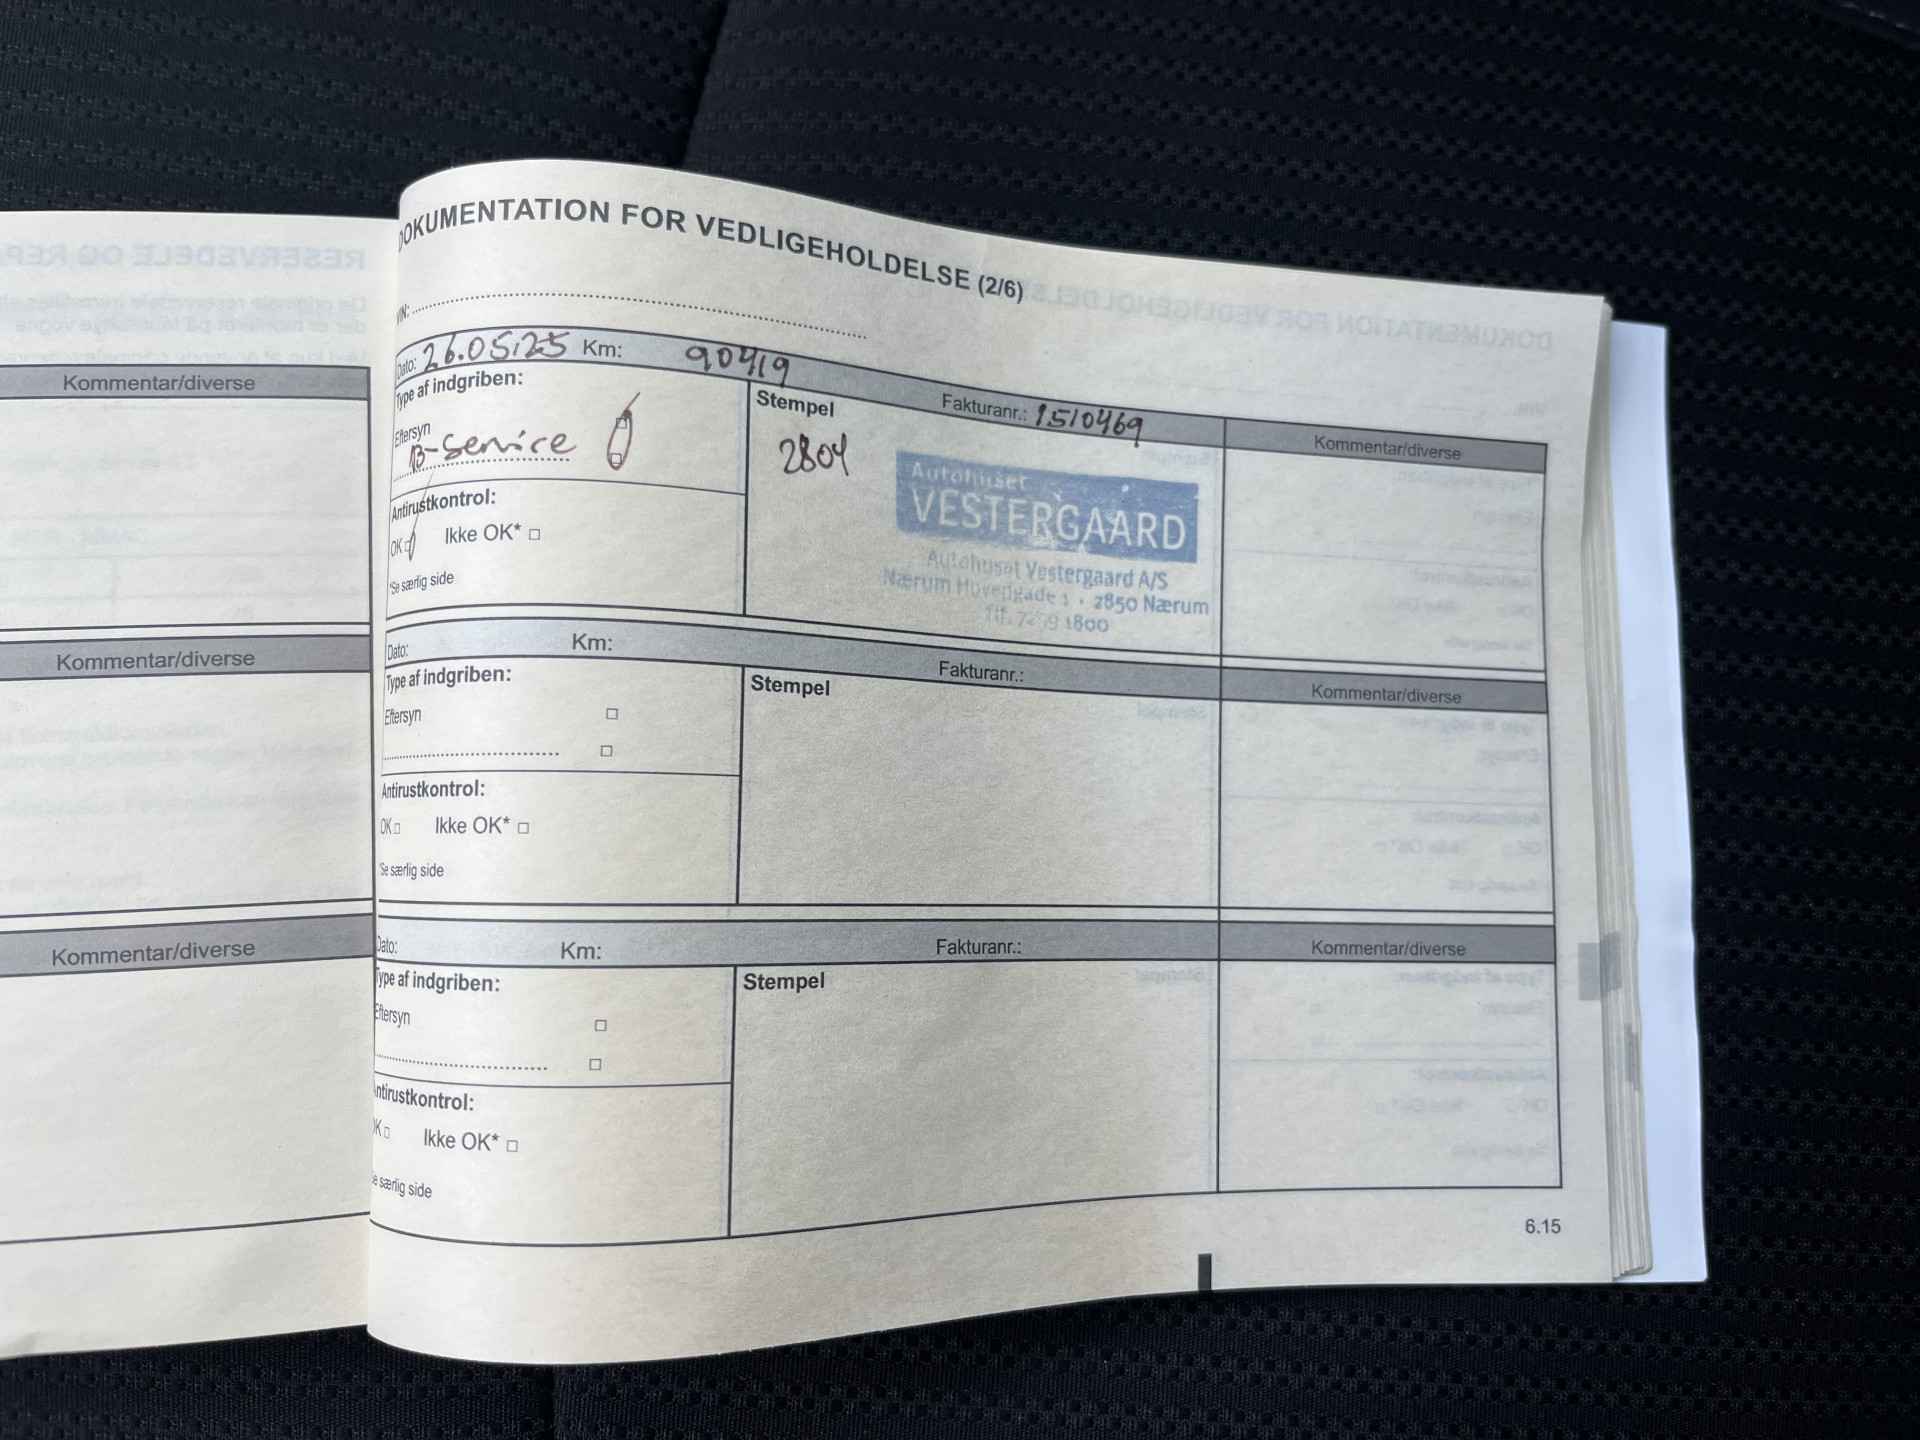 Kommentar/diverse
Kommentar/diverse
Kommentar/diverse
DOKUMENTATION FOR VEDLIGEHOLDELSE (2/6)
VIN:
Dato: 26.05.25 Km: 90419 Fakturanr.: 1510469 Kommentar/diverse
Type af indgriben:
Stempel
Eftersyn
B-service
2804
Autohuset
VESTERGAARD
Autohuset Vestergaard A/S
Nærum Hovedgade 1 · 2850 Nærum
1800
Antirustkontrol:
OK Ikke OK*
*Se særlig side
Dato: Km: Fakturanr.: Kommentar/diverse
Type af indgriben:
Stempel
Eftersyn
Antirustkontrol:
OK Ikke OK*
*Se særlig side
Dato: Km: Fakturanr.: Kommentar/diverse
Type af indgriben:
Stempel
Eftersyn
Antirustkontrol:
OK Ikke OK*
Se særlig side
6.15